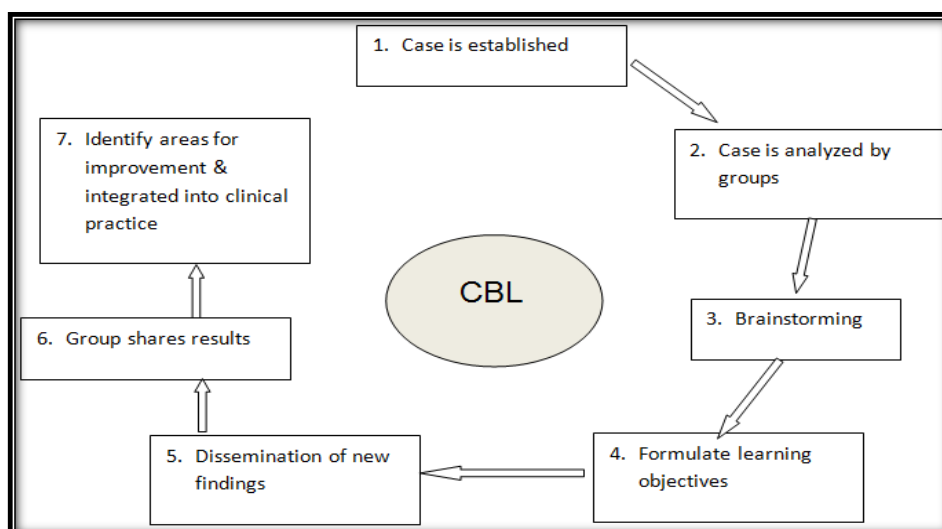 1. Case is established
2. Case is analyzed by
groups
3. Brainstorming
4. Formulate learning
objectives
5. Dissemination of new
findings
6. Group shares results
7. Identify areas for
improvement &
integrated into clinical
practice
CBL